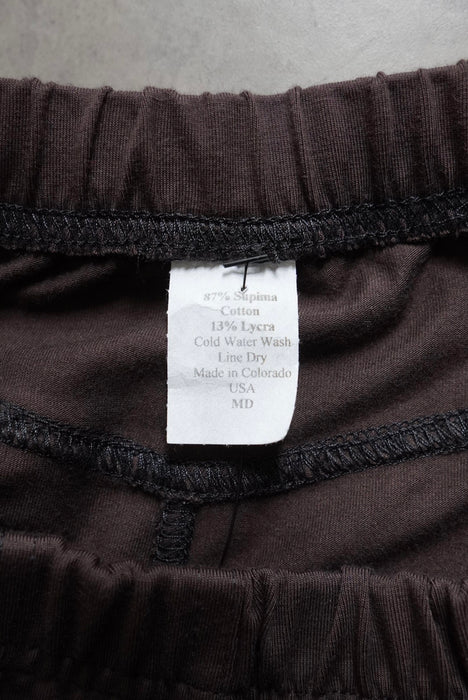 87% Supima
Cotton
13% Lycra
Cold Water Wash
Line Dry
Made in Colorado
USA
MD